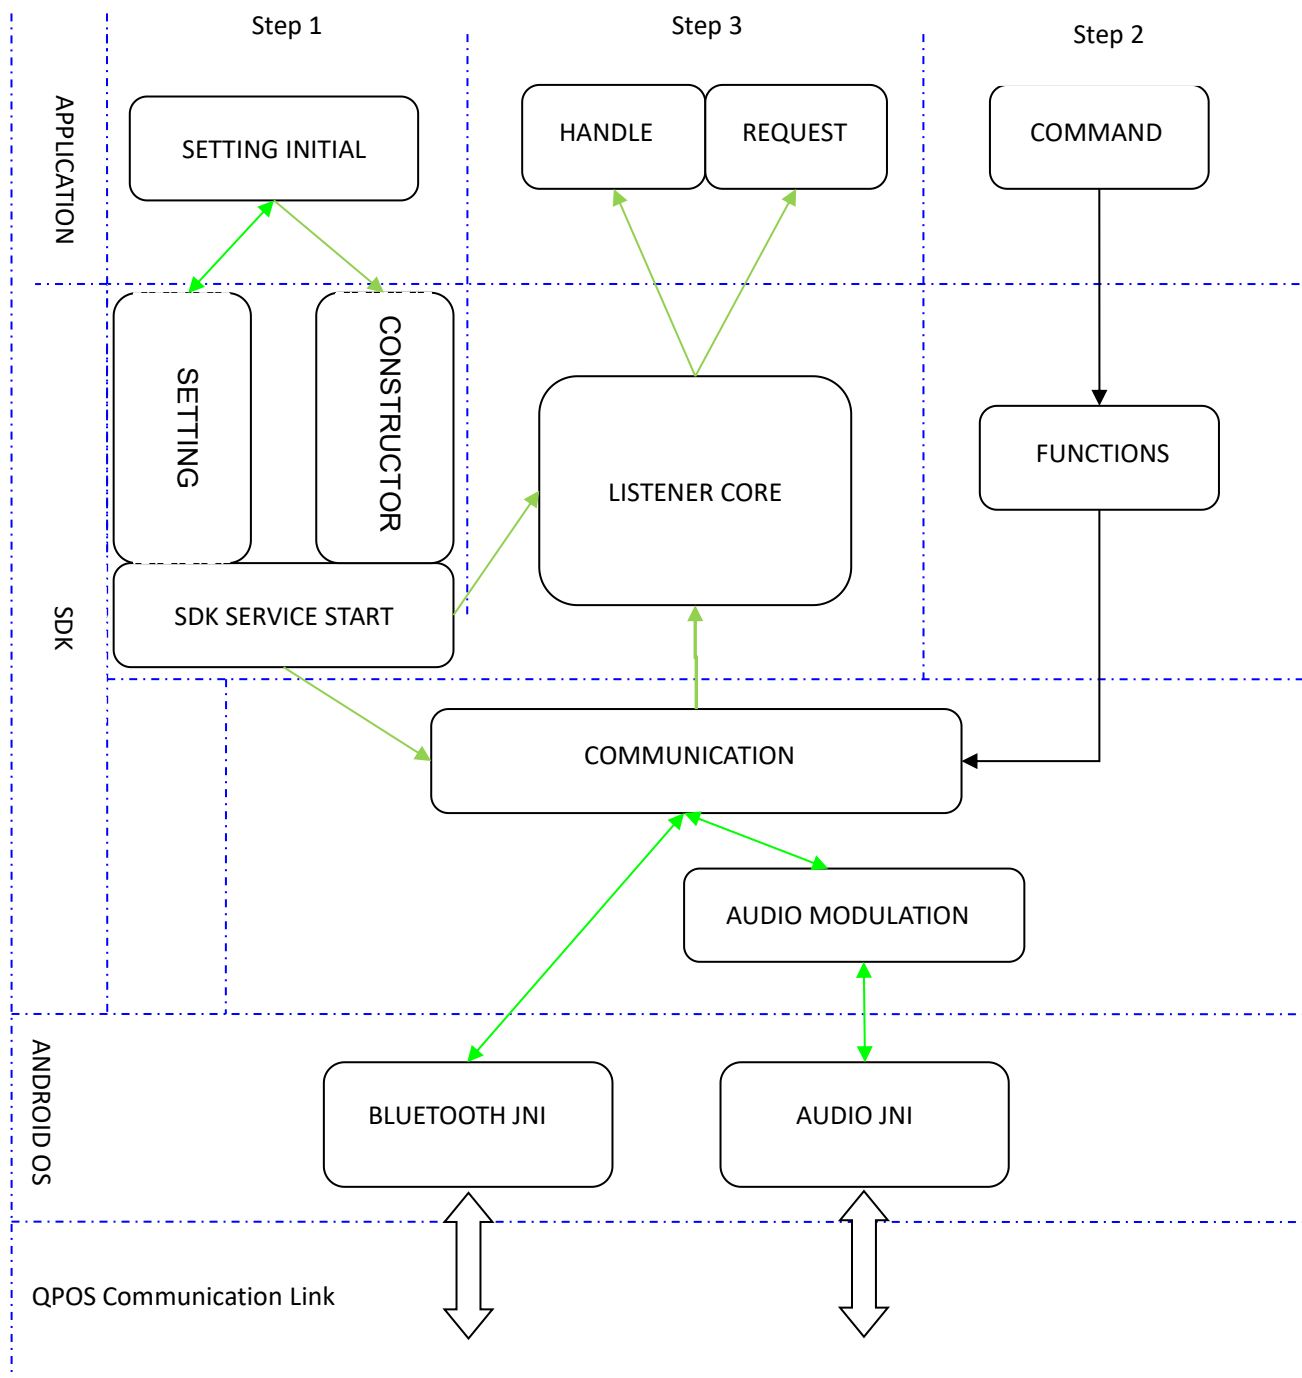 Step 1
Step 3
Step 2
APPLICATION
SETTING INITIAL
HANDLE
REQUEST
COMMAND
SDK
SETTING
CONSTRUCTOR
LISTENER CORE
FUNCTIONS
SDK SERVICE START
COMMUNICATION
AUDIO MODULATION
ANDROID OS
BLUETOOTH JNI
AUDIO JNI
QPOS Communication Link